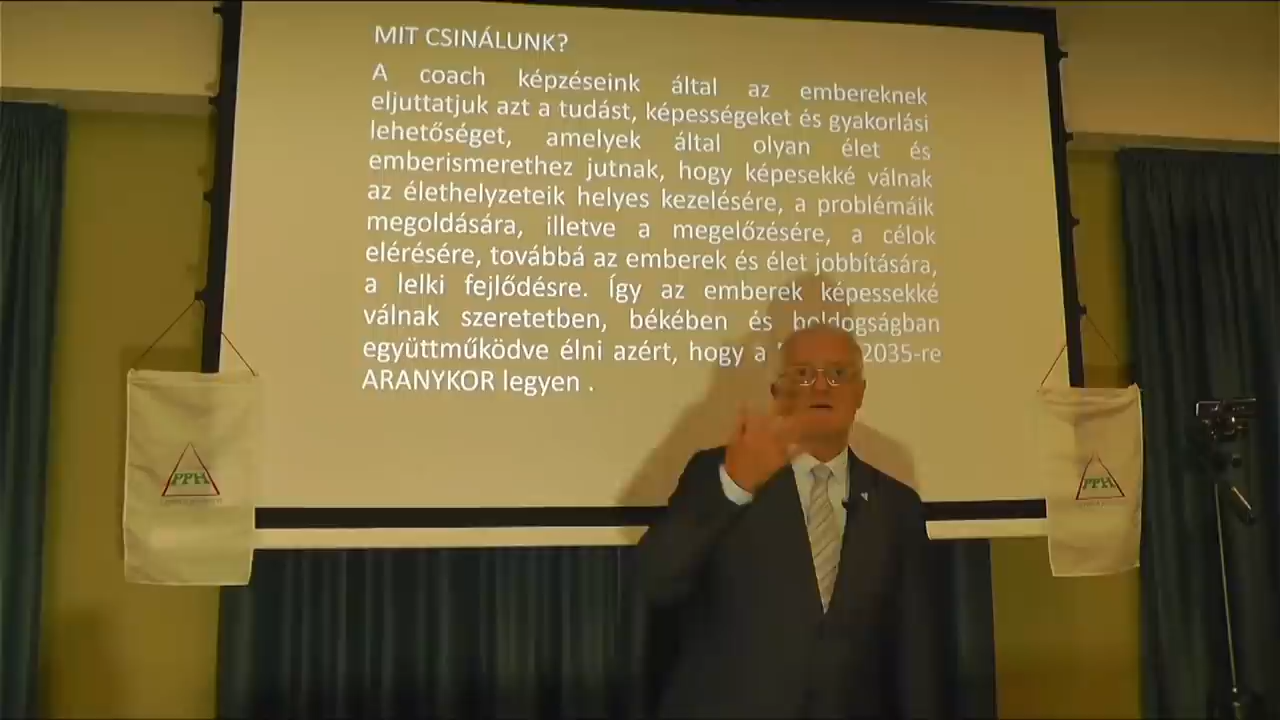 MIT CSINÁLUNK?
A coach képzéseink által az embereknek
eljuttatjuk azt a tudást, képességeket és gyakorlási
lehetőséget, amelyek által olyan élet és
emberismerethez jutnak, hogy képesekké válnak
az élethelyzeteik helyes kezelésére, a problémáik
megoldására, illetve a megelőzésére, a célok
elérésére, továbbá az emberek és élet jobbítására,
a lelki fejlődésre. Így az emberek képessekké
válnak szeretetben, békében és boldogságban
együttműködve élni azért, hogy a 2035-re
ARANYKOR legyen .
PPH
PPH